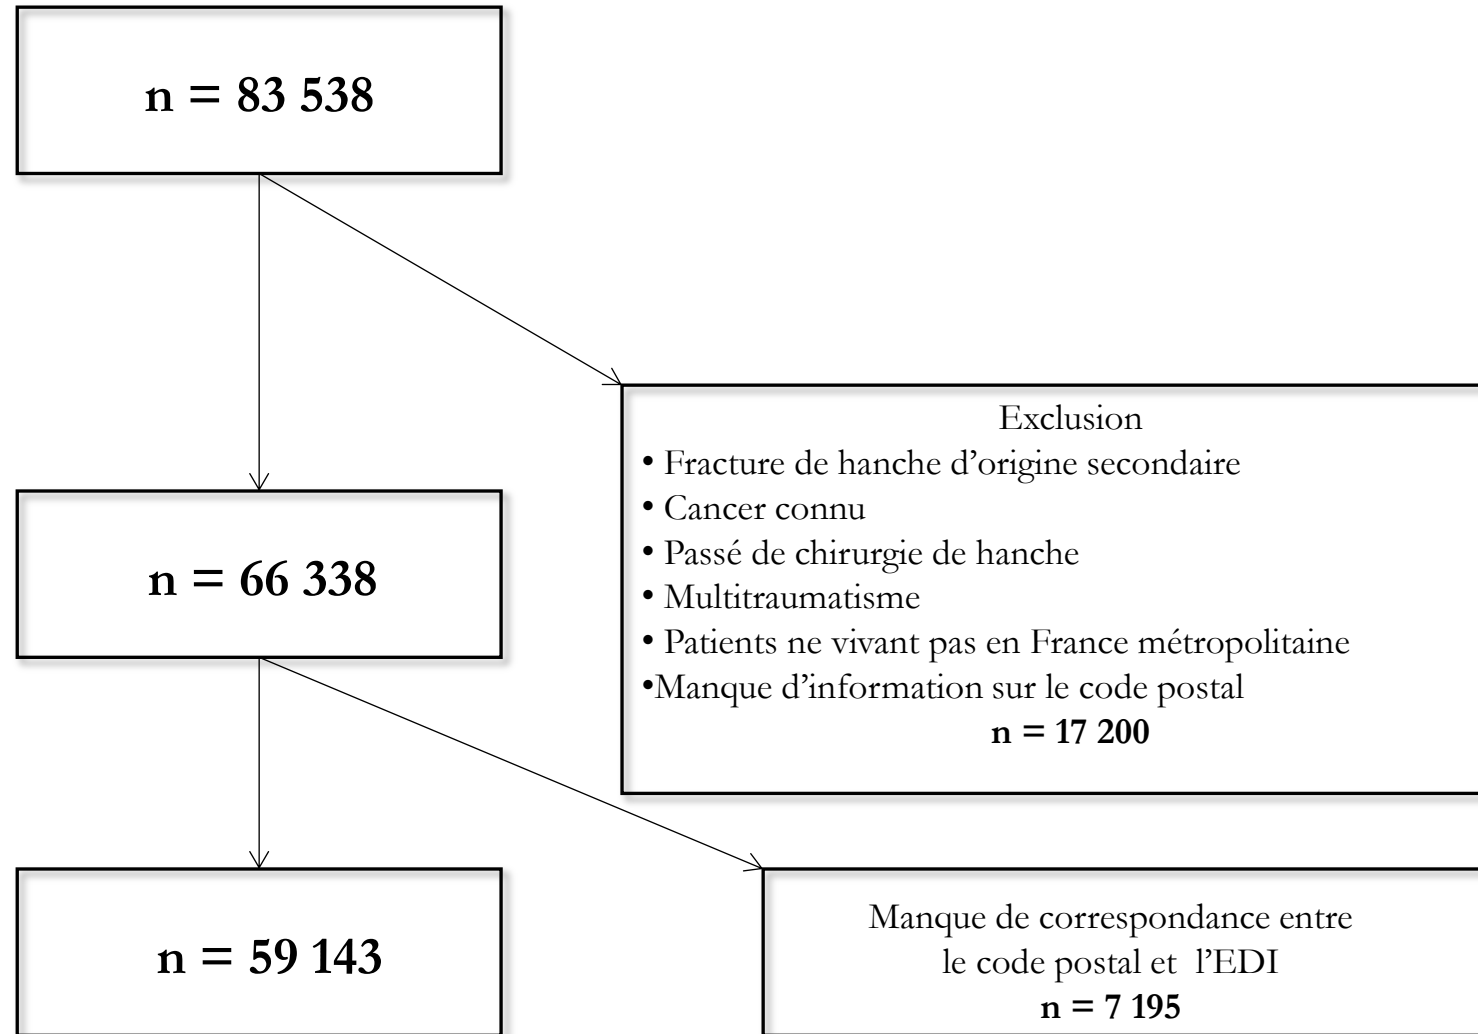 n = 83 538
Exclusion
• Fracture de hanche d’origine secondaire
• Cancer connu
• Passé de chirurgie de hanche
• Multitraumatisme
• Patients ne vivant pas en France métropolitaine
•Manque d’information sur le code postal
n = 17 200
n = 66 338
Manque de correspondance entre
le code postal et l’EDI
n = 7 195
n = 59 143